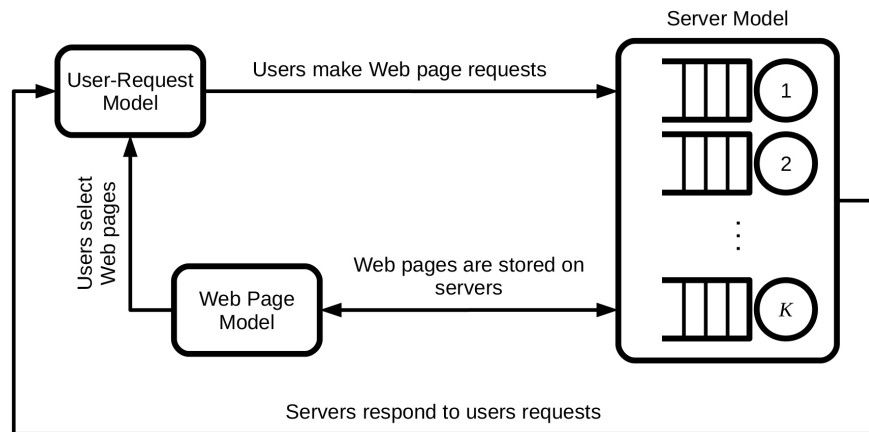 Server Model
User-Request
Model
Users make Web page requests
1
2
⋮
K
Users select
Web pages
Web Page
Model
Web pages are stored on
servers
Servers respond to users requests